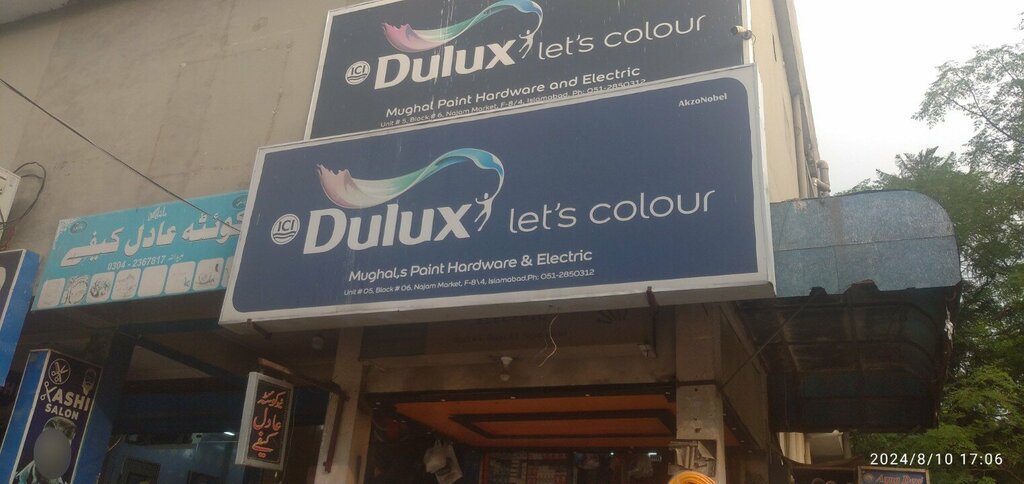 ICI
Dulux
let's colour
Mughal Paint Hardware and Electric
Unit # 5, Block # 6, Najam Market, F-8/4, Islamabad. Ph: 051-2850312
AkzoNobel
ICI
Dulux
let's colour
Mughal,s Paint Hardware & Electric
Unit # 05, Block # 06, Najam Market, F-8\4, Islamabad.Ph: 051-2850312
کوئٹہ عادل کیفے
0304-2367817
KASHI
SALON
عادل
کیفے
2024/8/10 17:06